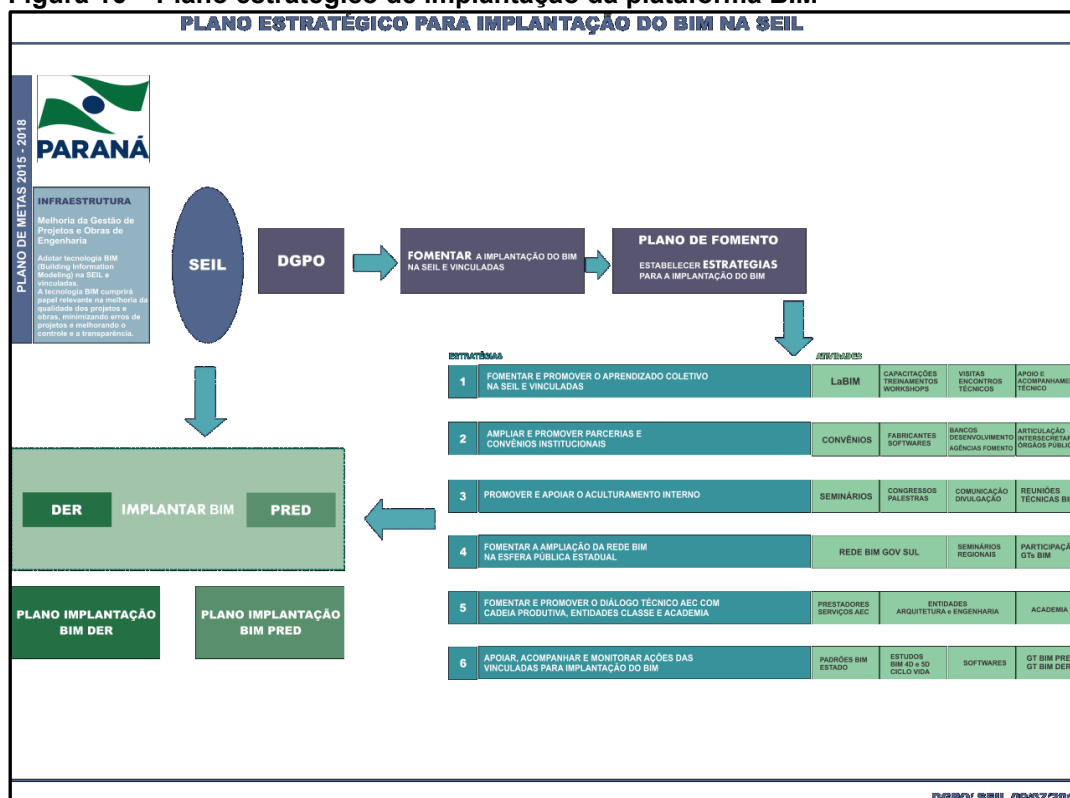 PLANO ESTRATÉGICO PARA IMPLANTAÇÃO DO BIM NA SEIL
PLANO DE METAS 2015 - 2018
PARANÁ
INFRAESTRUTURA
Melhoria da Gestão de
Projetos e Obras de
Engenharia
Adotar tecnologia BIM
(Building Information
Modeling) na SEIL e
vinculadas.
A tecnologia BIM cumprirá
papel relevante na melhoria da
qualidade dos projetos e
obras, minimizando erros de
projetos e melhorando o
controle e a transparência.
SEIL
DGPO
FOMENTAR A IMPLANTAÇÃO DO BIM
NA SEIL E VINCULADAS
PLANO DE FOMENTO
ESTABELECER ESTRATEGIAS
PARA A IMPLANTAÇÃO DO BIM
ESTRATÉGIAS
ATIVIDADES
1
FOMENTAR E PROMOVER O APRENDIZADO COLETIVO
NA SEIL E VINCULADAS
LaBIM
CAPACITAÇÕES
TREINAMENTOS
WORKSHOPS
VISITAS
ENCONTROS
TÉCNICOS
APOIO E
TÉCNICO
2
AMPLIAR E PROMOVER PARCERIAS E
CONVÊNIOS INSTITUCIONAIS
CONVÊNIOS
FABRICANTES
SOFTWARES
BANCOS
DESENVOLVIMENTO
AGÊNCIAS FOMENTO
ARTICULAÇÃO
ÓRGÃOS
3
PROMOVER E APOIAR O ACULTURAMENTO INTERNO
SEMINÁRIOS
CONGRESSOS
PALESTRAS
COMUNICAÇÃO
DIVULGAÇÃO
REUNIÕES
TÉCNICAS
4
FOMENTAR A AMPLIAÇÃO DA REDE BIM
NA ESFERA PÚBLICA ESTADUAL
REDE BIM GOV SUL
SEMINÁRIOS
REGIONAIS
GTs BIM
5
FOMENTAR E PROMOVER O DIÁLOGO TÉCNICO AEC COM
CADEIA PRODUTIVA, ENTIDADES CLASSE E ACADEMIA
PRESTADORES
SERVIÇOS AEC
ENTIDADES
ARQUITETURA e ENGENHARIA
ACADEMIA
6
APOIAR, ACOMPANHAR E MONITORAR AÇÕES DAS
VINCULADAS PARA IMPLANTAÇÃO DO BIM
PADRÕES BIM
ESTADO
ESTUDOS
BIM 4D e 5D
CICLO VIDA
SOFTWARES
GT BIM
GT BIM DER
DER
IMPLANTAR BIM
PRED
PLANO IMPLANTAÇÃO
BIM DER
PLANO IMPLANTAÇÃO
BIM PRED